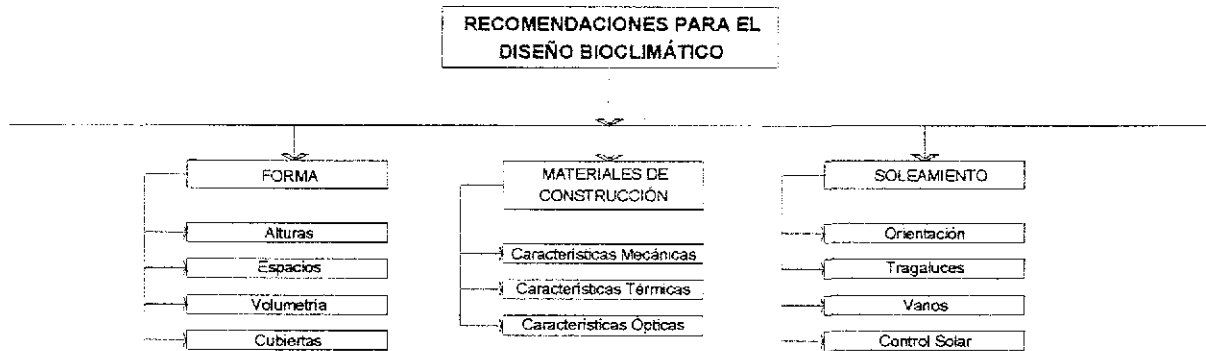 RECOMENDACIONES PARA EL
DISEÑO BIOCLIMÁTICO
FORMA
Alturas
Espacios
Volumetría
Cubiertas
MATERIALES DE
CONSTRUCCIÓN
Características Mecánicas
Características Térmicas
Características Ópticas
SOLEAMIENTO
Orientación
Tragaluces
Vanos
Control Solar